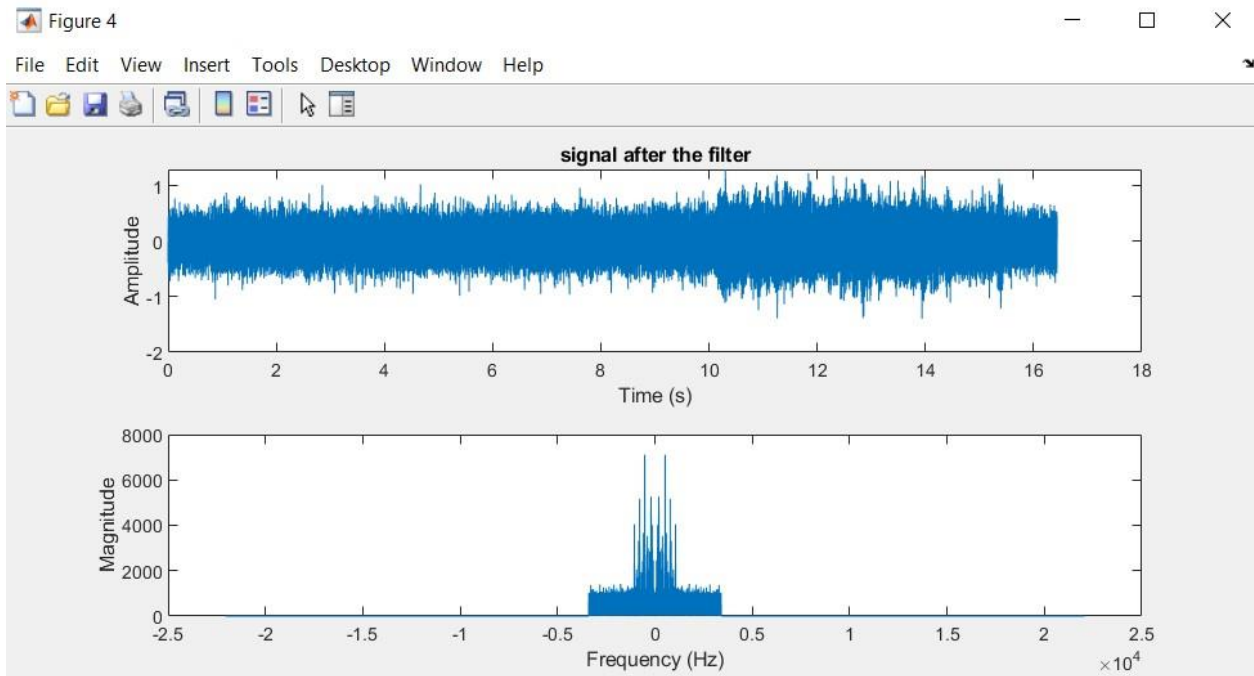 Figure 4
File Edit View Insert Tools Desktop Window Help
signal after the filter
1
0
-1
-2
Amplitude
0 2 4 6 8 10 12 14 16 18
Time (s)
8000
6000
4000
2000
0
Magnitude
-2.5 -2 -1.5 -1 -0.5 0 0.5 1 1.5 2 2.5
Frequency (Hz)
×10⁴